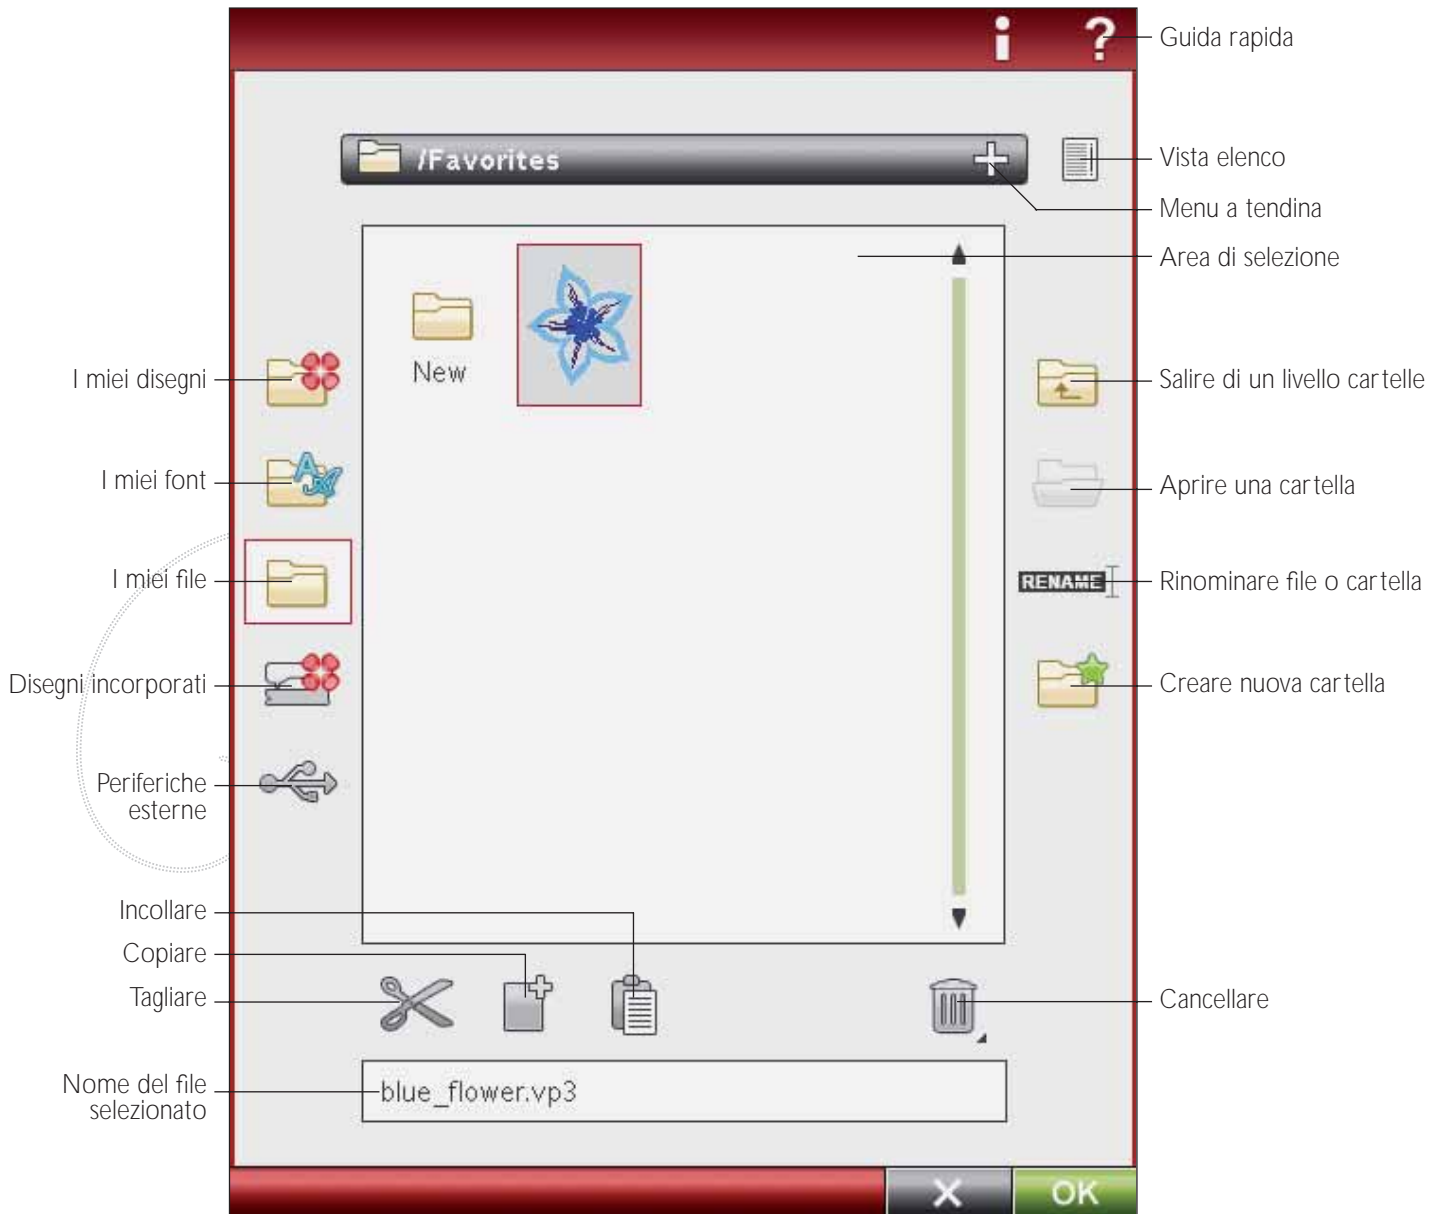 i ?
Guida rapida
/Favorites
Vista elenco
Menu a tendina
Area di selezione
New
I miei disegni
Salire di un livello cartelle
I miei font
Aprire una cartella
I miei file
RENAME
Rinominare file o cartella
Disegni incorporati
Creare nuova cartella
Periferiche
esterne
Incollare
Copiare
Tagliare
Cancellare
Nome del file
selezionato
blue_flower.vp3
X OK